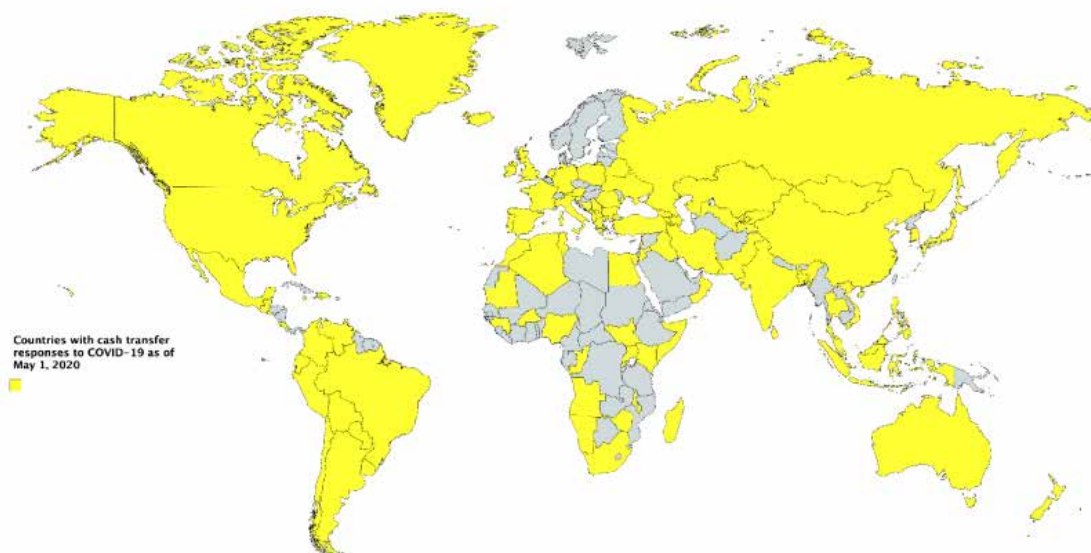 Countries with cash transfer
responses to COVID-19 as of
May 1, 2020